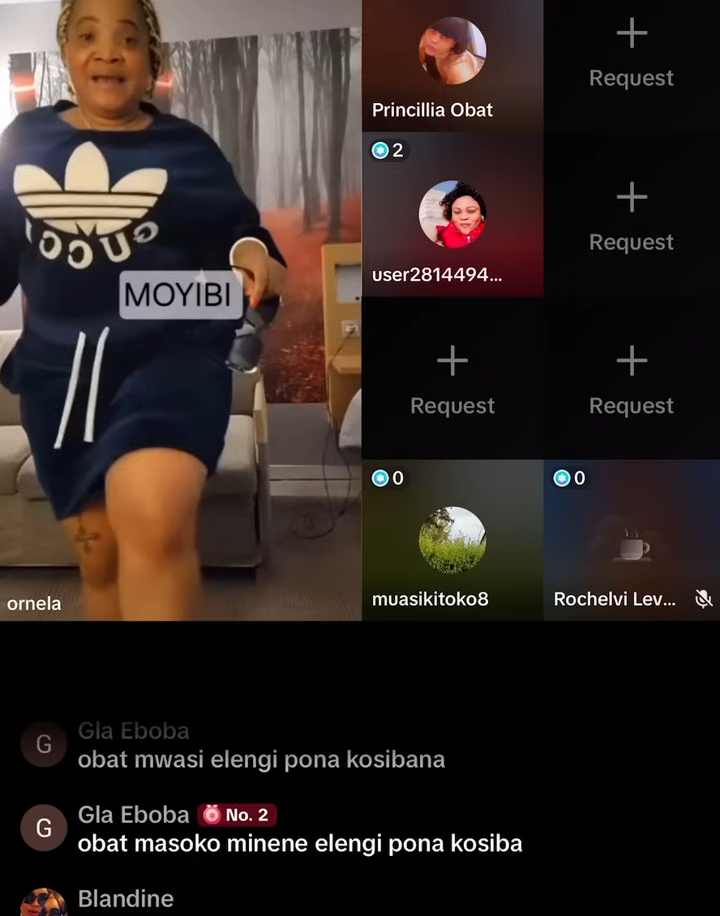 GUCCI
MOYIBI
ornela
Princillia Obat
Request
2
user2814494...
Request
Request
Request
0
muasikitoko8
0
Rochelvi Lev...
G
Gla Eboba
obat mwasi elengi pona kosibana
G
Gla Eboba No. 2
obat masoko minene elengi pona kosiba
Blandine